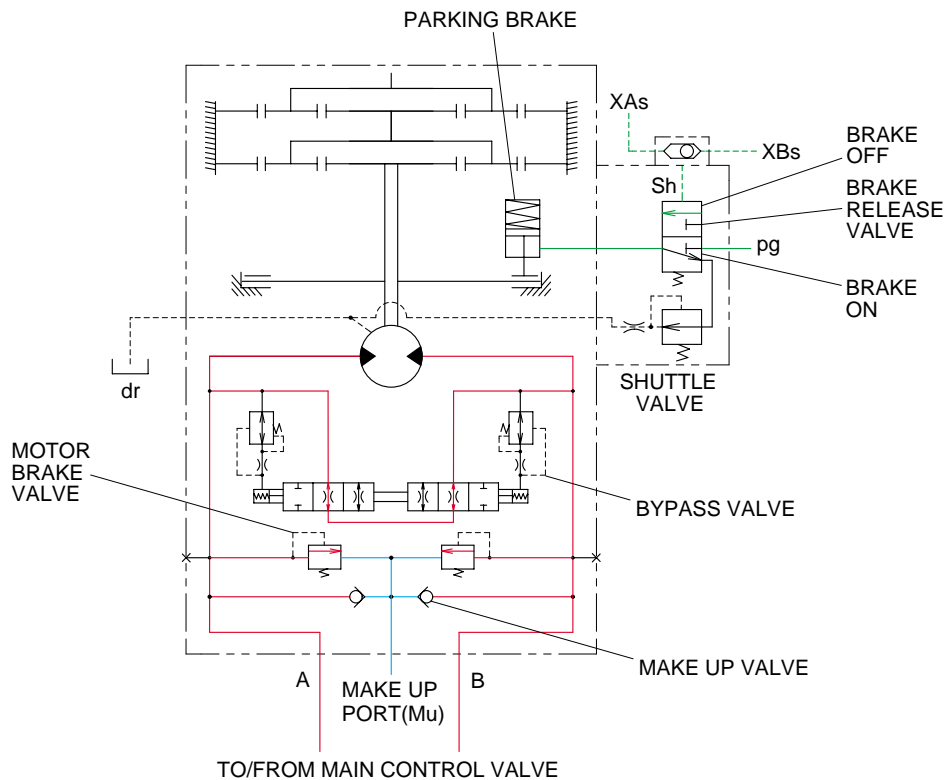 PARKING BRAKE
XAs
XBs
BRAKE
OFF
Sh
BRAKE
RELEASE
VALVE
pg
BRAKE
ON
dr
SHUTTLE
VALVE
MOTOR
BRAKE
VALVE
BYPASS VALVE
MAKE UP VALVE
A
MAKE UP
PORT(Mu)
B
TO/FROM MAIN CONTROL VALVE